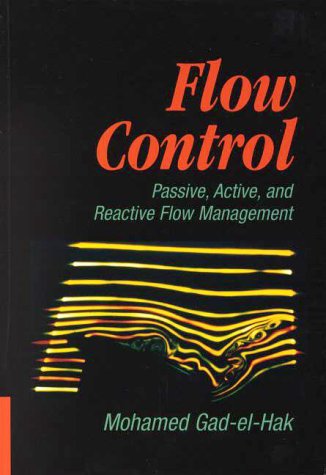 Flow
Control
Passive, Active, and
Reactive Flow Management
Mohamed Gad-el-Hak